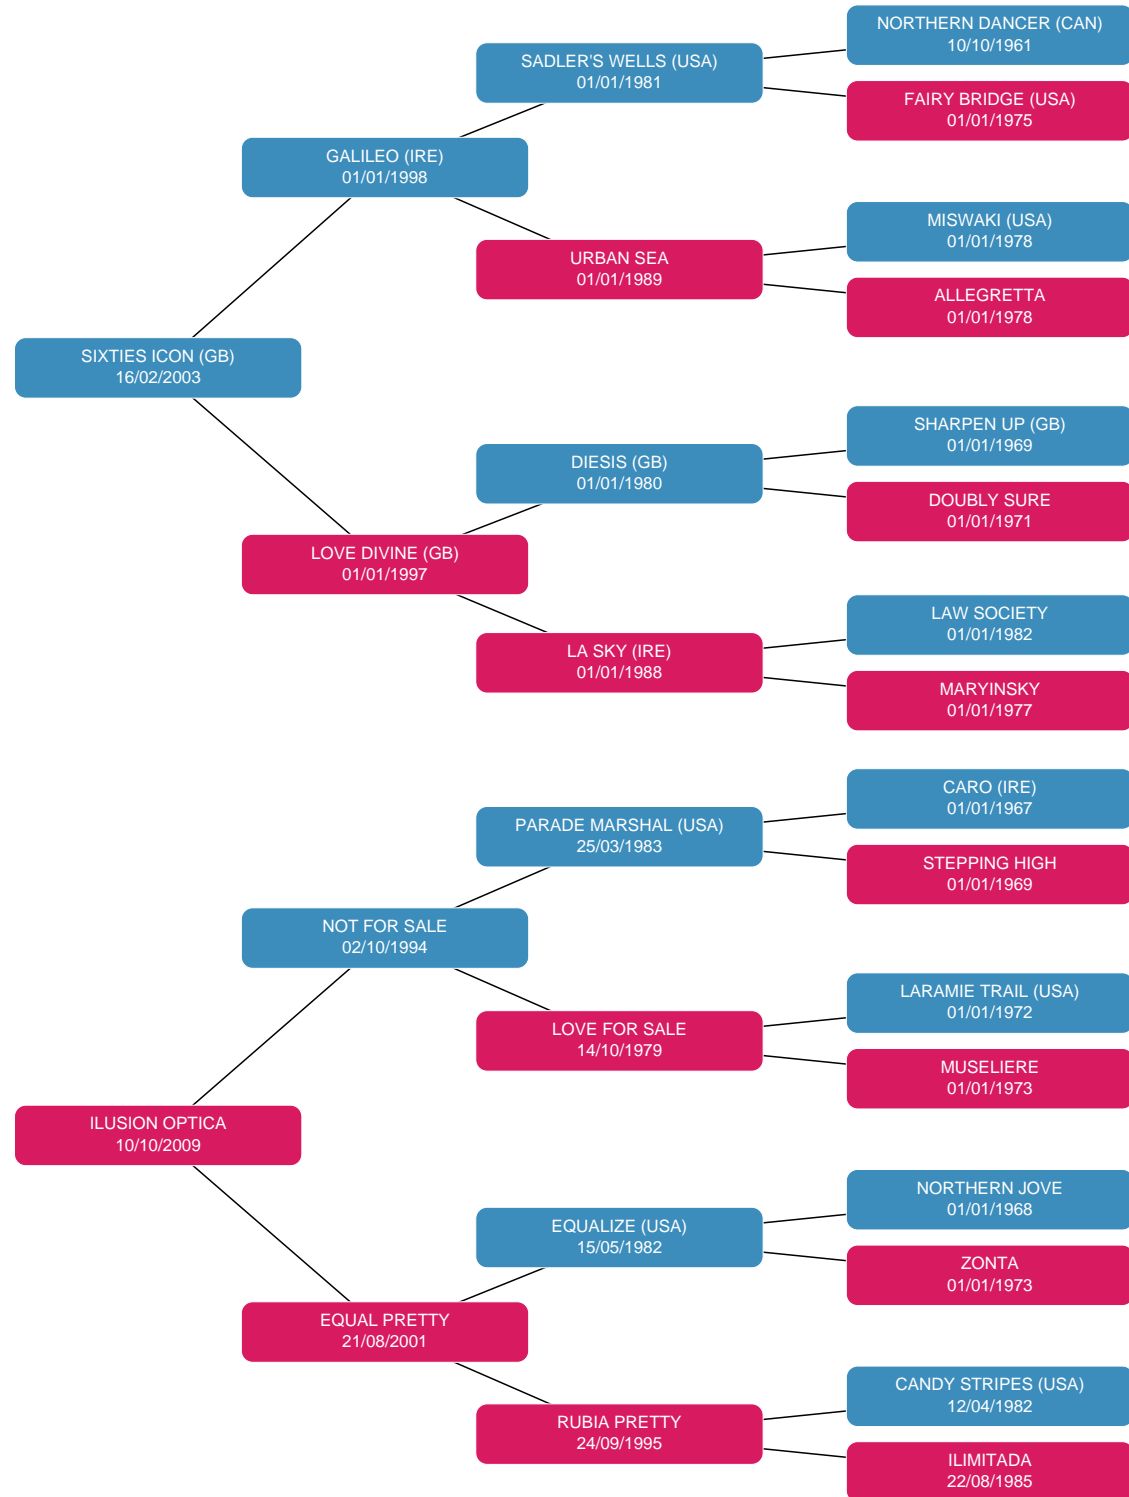 NORTHERN DANCER (CAN)
10/10/1961
SADLER'S WELLS (USA)
01/01/1981
FAIRY BRIDGE (USA)
01/01/1975
GALILEO (IRE)
01/01/1998
MISWAKI (USA)
01/01/1978
URBAN SEA
01/01/1989
ALLEGRETTA
01/01/1978
SIXTIES ICON (GB)
16/02/2003
SHARPEN UP (GB)
01/01/1969
DIESIS (GB)
01/01/1980
DOUBLY SURE
01/01/1971
LOVE DIVINE (GB)
01/01/1997
LAW SOCIETY
01/01/1982
LA SKY (IRE)
01/01/1988
MARYINSKY
01/01/1977
CARO (IRE)
01/01/1967
PARADE MARSHAL (USA)
25/03/1983
STEPPING HIGH
01/01/1969
NOT FOR SALE
02/10/1994
LARAMIE TRAIL (USA)
01/01/1972
LOVE FOR SALE
14/10/1979
MUSELIERE
01/01/1973
ILUSION OPTICA
10/10/2009
NORTHERN JOVE
01/01/1968
EQUALIZE (USA)
15/05/1982
ZONTA
01/01/1973
EQUAL PRETTY
21/08/2001
CANDY STRIPES (USA)
12/04/1982
RUBIA PRETTY
24/09/1995
ILIMITADA
22/08/1985